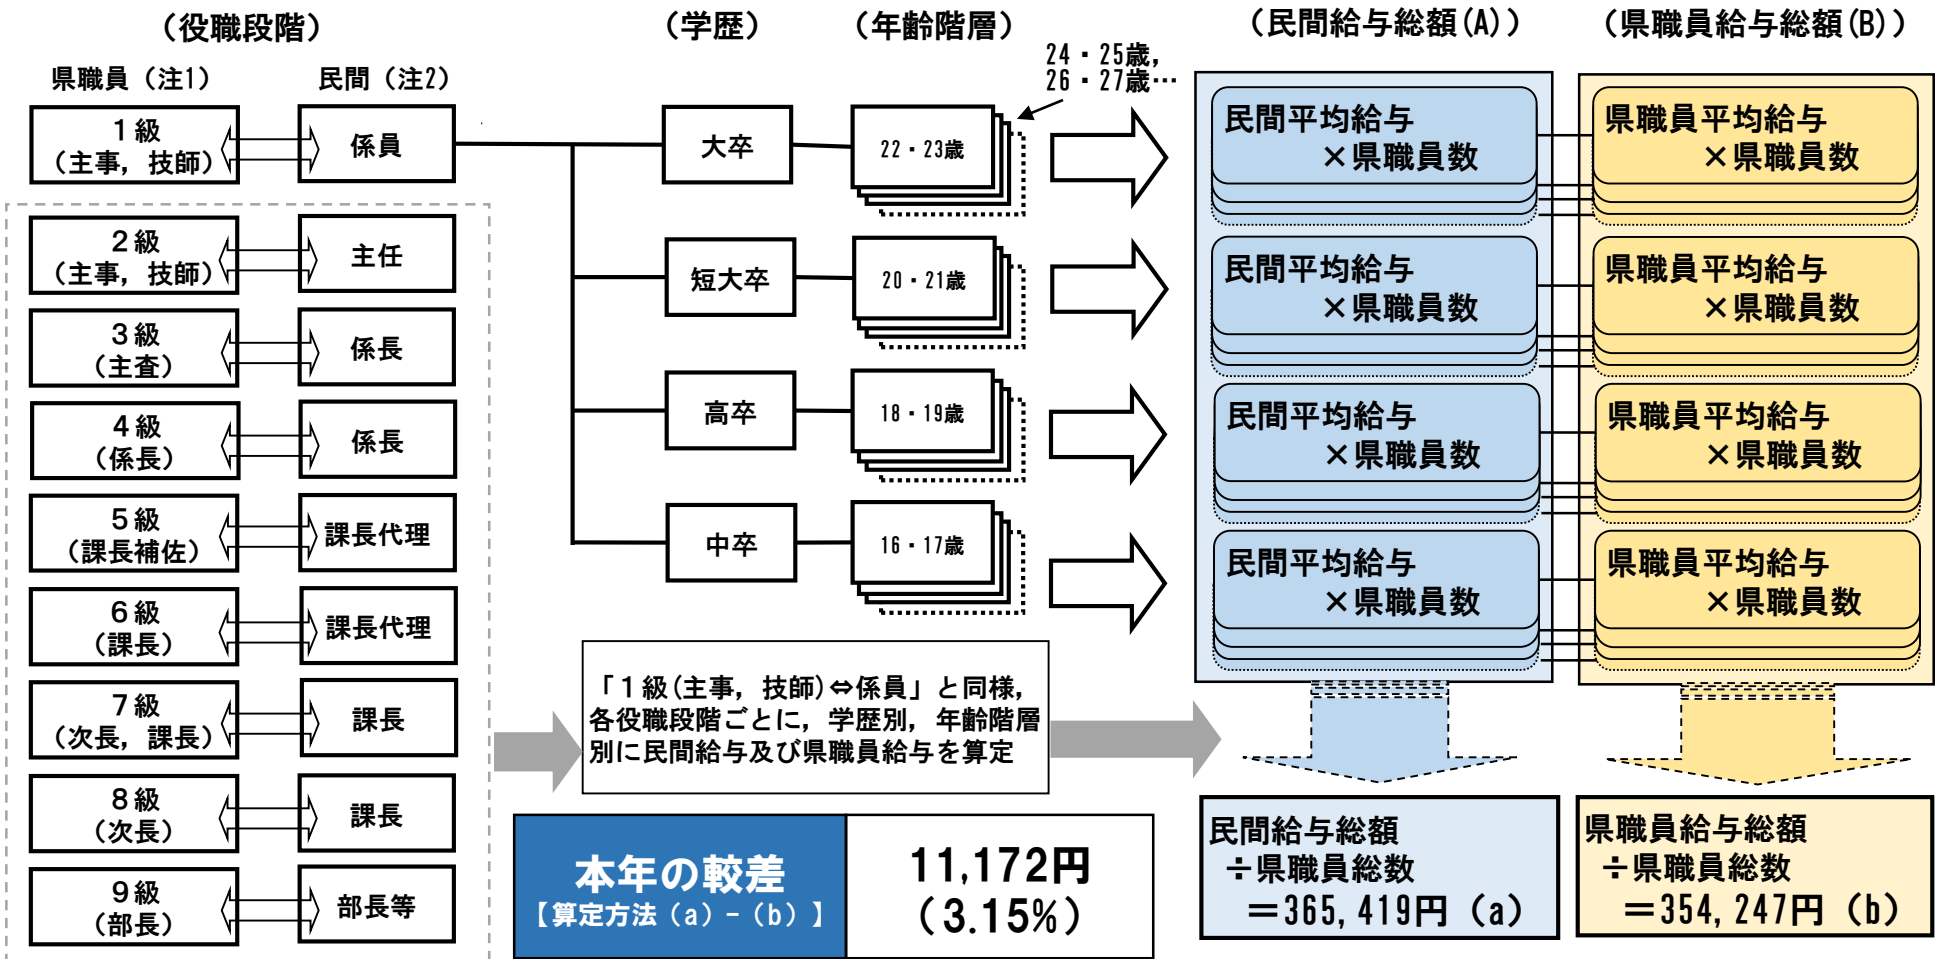 （役職段階）
（学歴）
（年齢階層）
（民間給与総額(A)）
（県職員給与総額(B)）
県職員（注1）
民間（注2）
24・25歳，
26・27歳…
１級
（主事，技師）
係員
２級
（主事，技師）
主任
３級
（主査）
係長
４級
（係長）
係長
５級
（課長補佐）
課長代理
６級
（課長）
課長代理
７級
（次長，課長）
課長
８級
（次長）
課長
９級
（部長）
部長等
大卒
22・23歳
短大卒
20・21歳
高卒
18・19歳
中卒
16・17歳
民間平均給与
×県職員数
県職員平均給与
×県職員数
民間平均給与
×県職員数
県職員平均給与
×県職員数
民間平均給与
×県職員数
県職員平均給与
×県職員数
民間平均給与
×県職員数
県職員平均給与
×県職員数
「１級(主事，技師)⇔係員」と同様，
各役職段階ごとに，学歴別，年齢階層
別に民間給与及び県職員給与を算定
本年の較差
【算定方法（a）-（b）】
11,172円
（3.15%）
民間給与総額
÷県職員総数
＝365,419円（a）
県職員給与総額
÷県職員総数
＝354,247円（b）